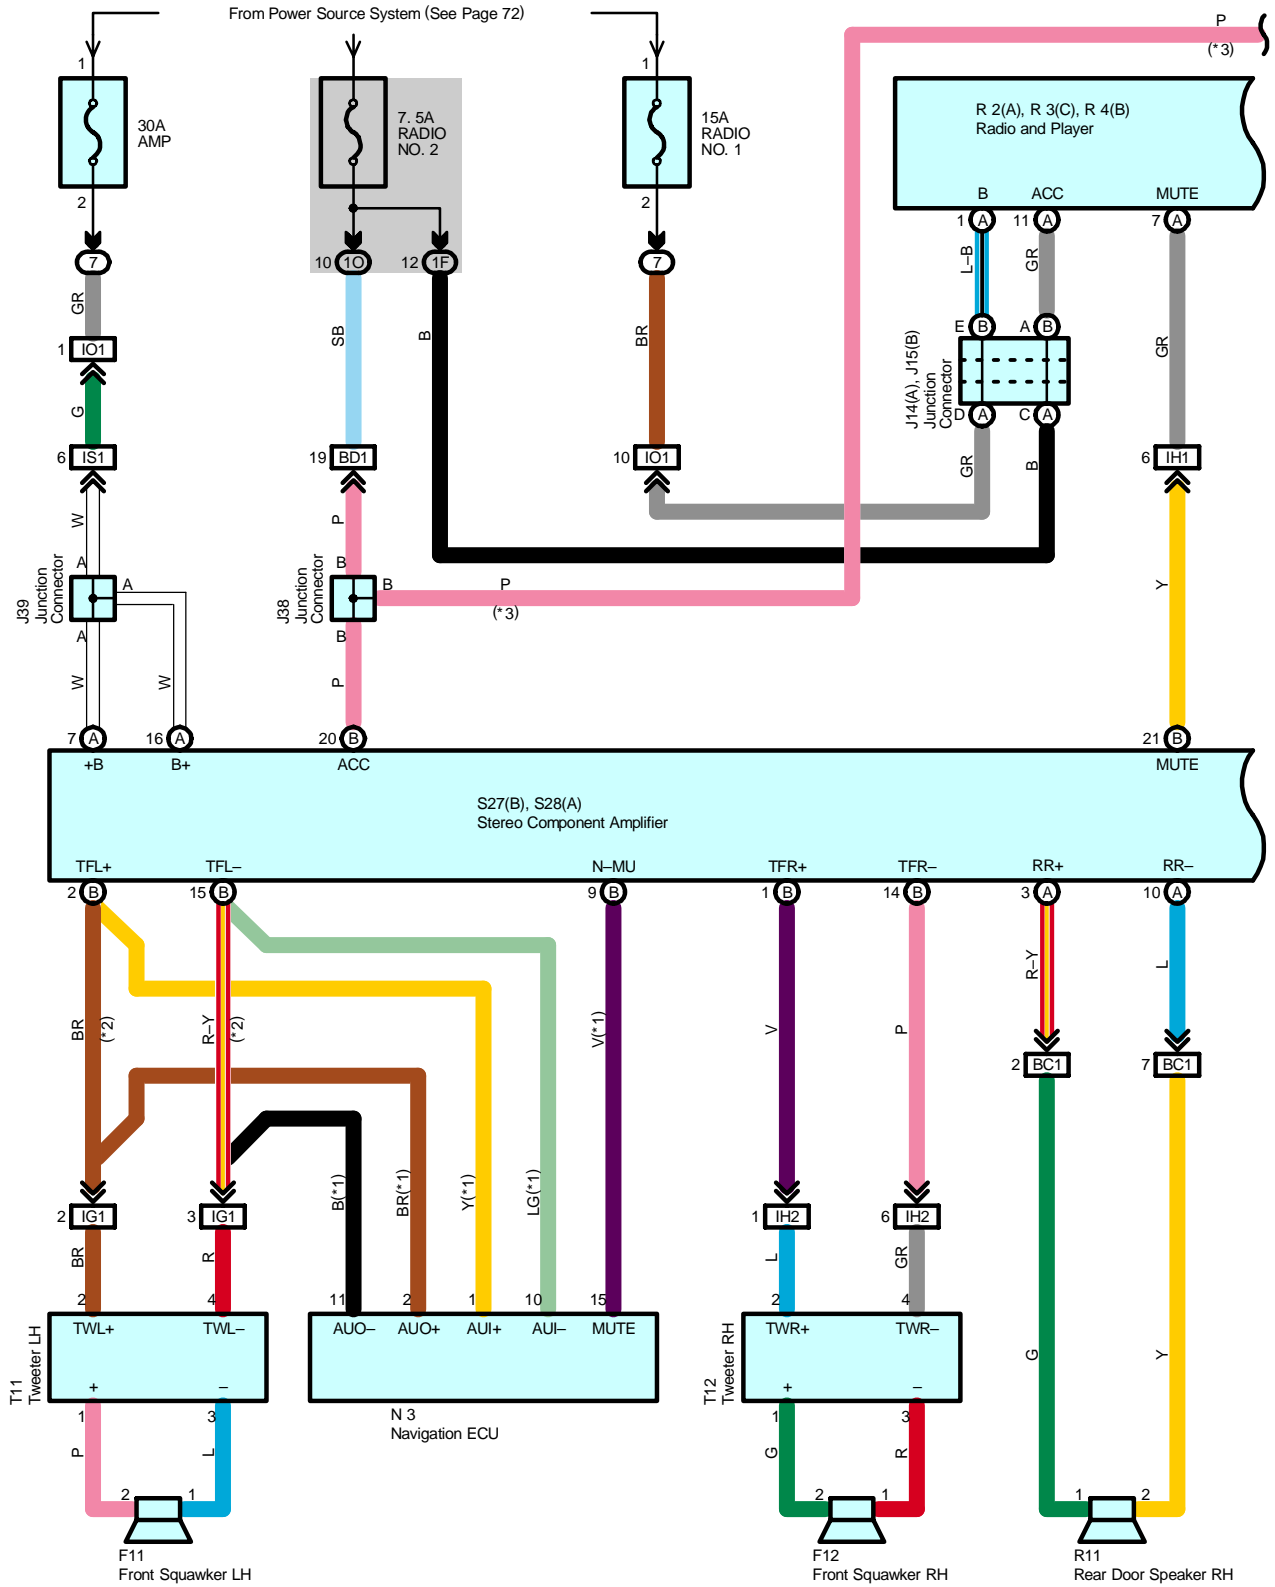 From Power Source System (See Page 72)
P
(*3)
1
1
30A
AMP
7. 5A
RADIO
NO. 2
15A
RADIO
NO. 1
R 2(A), R 3(C), R 4(B)
Radio and Player
2
2
B
ACC
MUTE
1 A
11 A
7 A
7
10 1O
12 1F
7
GR
SB
B
BR
L–B
GR
GR
E B
A B
1 IO1
J14(A), J15(B)
Junction
Connector
G
D A
C A
6 IS1
19 BD1
10 IO1
GR
B
6 IH1
W
P
A
B
J39
Junction
Connector
A
J38
Junction
Connector
B
P
(*3)
Y
A
B
W
W
P
7 A
16 A
20 B
21 B
+B
B+
ACC
MUTE
S27(B), S28(A)
Stereo Component Amplifier
TFL+
TFL–
N–MU
TFR+
TFR–
RR+
RR–
2 B
15 B
9 B
1 B
14 B
3 A
10 A
BR
(*2)
R–Y
(*2)
V(*1)
V
P
R–Y
L
2 BC1
7 BC1
B(*1)
BR(*1)
Y(*1)
LG(*1)
2 IG1
3 IG1
1 IH2
6 IH2
BR
R
L
GR
2
4
11
2
1
10
15
2
4
TWL+
TWL–
AUO–
AUO+
AUI+
AUI–
MUTE
TWR+
TWR–
T11
Tweeter LH
T12
Tweeter RH
G
Y
+
–
+
–
1
3
N 3
Navigation ECU
1
3
P
L
G
R
2
1
2
1
1
2
F11
Front Squawker LH
F12
Front Squawker RH
R11
Rear Door Speaker RH